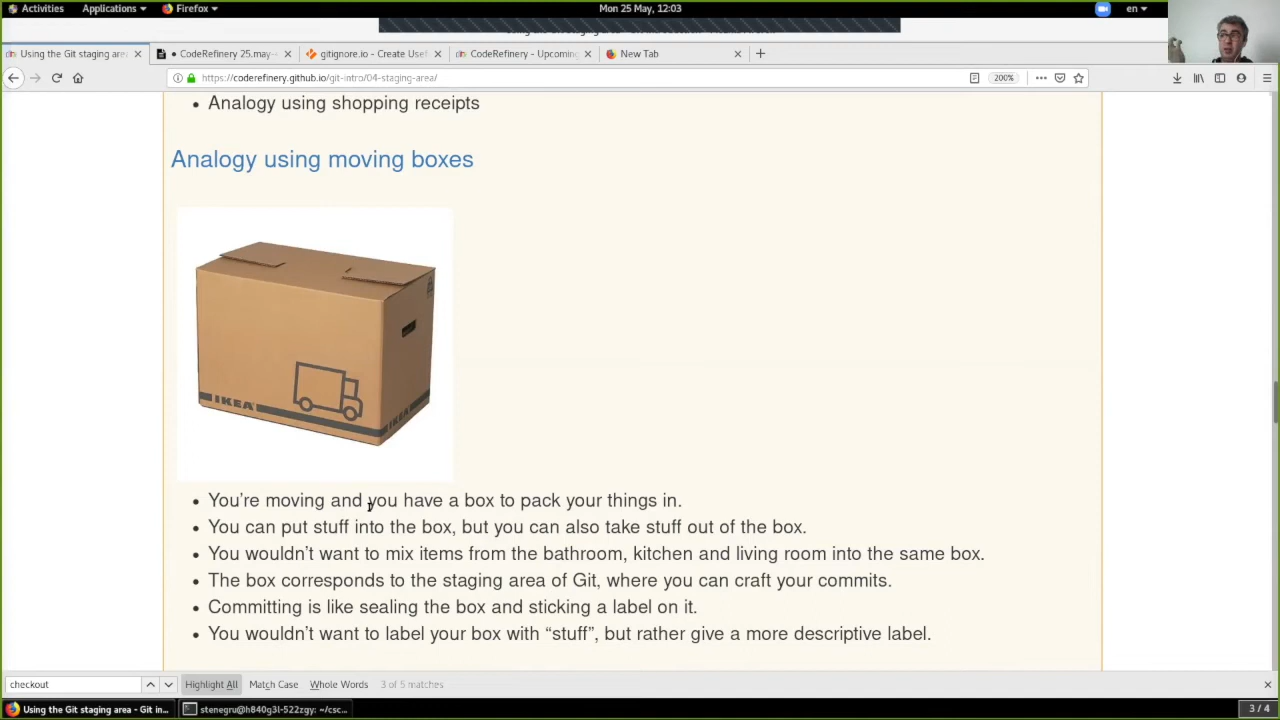 Activities Applications Firefox Mon 25 May, 12:03 en
Using the Git staging are CodeRefinery 25.may- gitignore.io - Create Usef CodeRefinery - Upcoming New Tab
https://coderefinery.github.io/git-intro/04-staging-area/ 200%
• Analogy using shopping receipts
Analogy using moving boxes
IKEA
IKEA
• You’re moving and you have a box to pack your things in.
• You can put stuff into the box, but you can also take stuff out of the box.
• You wouldn’t want to mix items from the bathroom, kitchen and living room into the same box.
• The box corresponds to the staging area of Git, where you can craft your commits.
• Committing is like sealing the box and sticking a label on it.
• You wouldn’t want to label your box with “stuff”, but rather give a more descriptive label.
checkout Highlight All Match Case Whole Words 3 of 5 matches
Using the Git staging area - Git in... stenegru@h840g3l-522zgy: ~/csc... 3 / 4